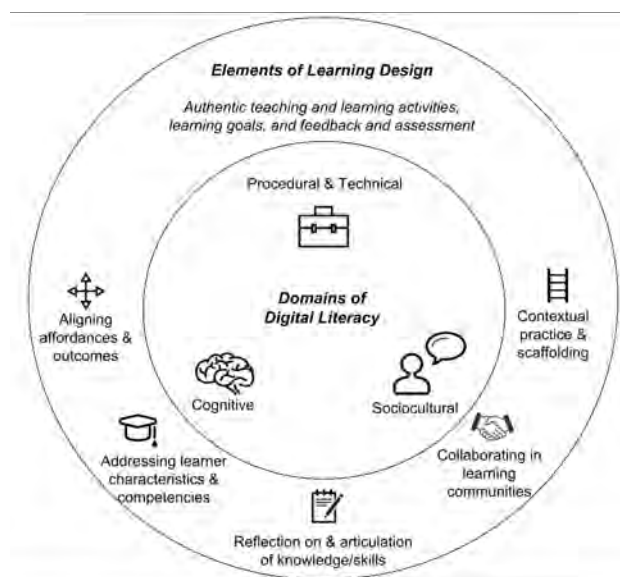 Elements of Learning Design
Authentic teaching and learning activities,
learning goals, and feedback and assessment
Procedural & Technical
Domains of
Digital Literacy
Cognitive
Sociocultural
Aligning
affordances &
outcomes
Contextual
practice &
scaffolding
Addressing learner
characteristics &
competencies
Collaborating in
learning
communities
Reflection on & articulation
of knowledge/skills